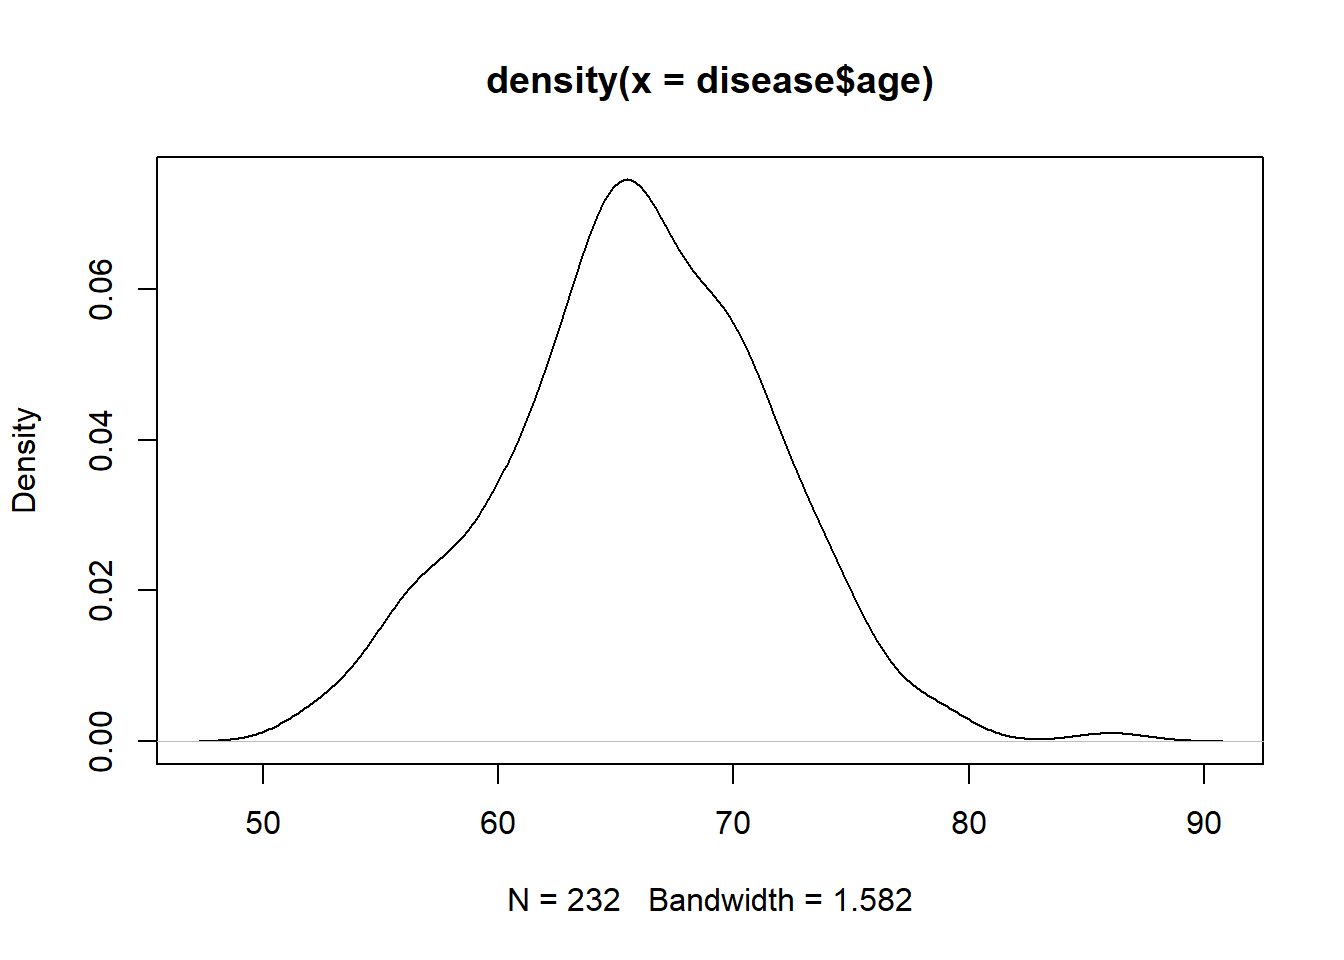 density(x = disease$age)
0.06
0.04
0.02
0.00
Density
50 60 70 80 90
N = 232 Bandwidth = 1.582